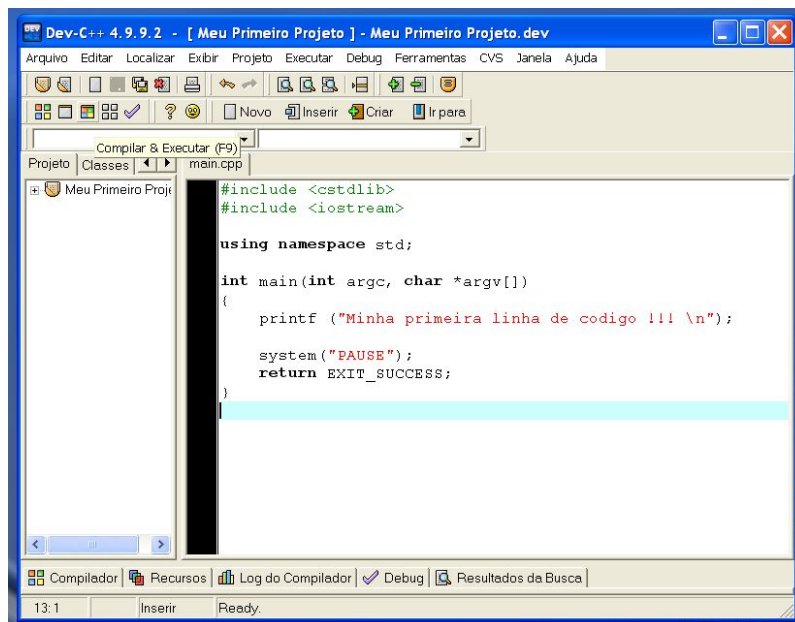 Dev-C++ 4.9.9.2 - [ Meu Primeiro Projeto ] - Meu Primeiro Projeto.dev
Arquivo Editar Localizar Exibir Projeto Executar Debug Ferramentas CVS Janela Ajuda
Novo Inserir Criar Ir para
Compilar & Executar (F9)
Projeto Classes main.cpp
Meu Primeiro Proje
#include <cstdlib>
#include <iostream>
using namespace std;
int main(int argc, char *argv[])
{
printf ("Minha primeira linha de codigo !!! \n");
system("PAUSE");
return EXIT_SUCCESS;
}
Compilador Recursos Log do Compilador Debug Resultados da Busca
13: 1 Inserir Ready.